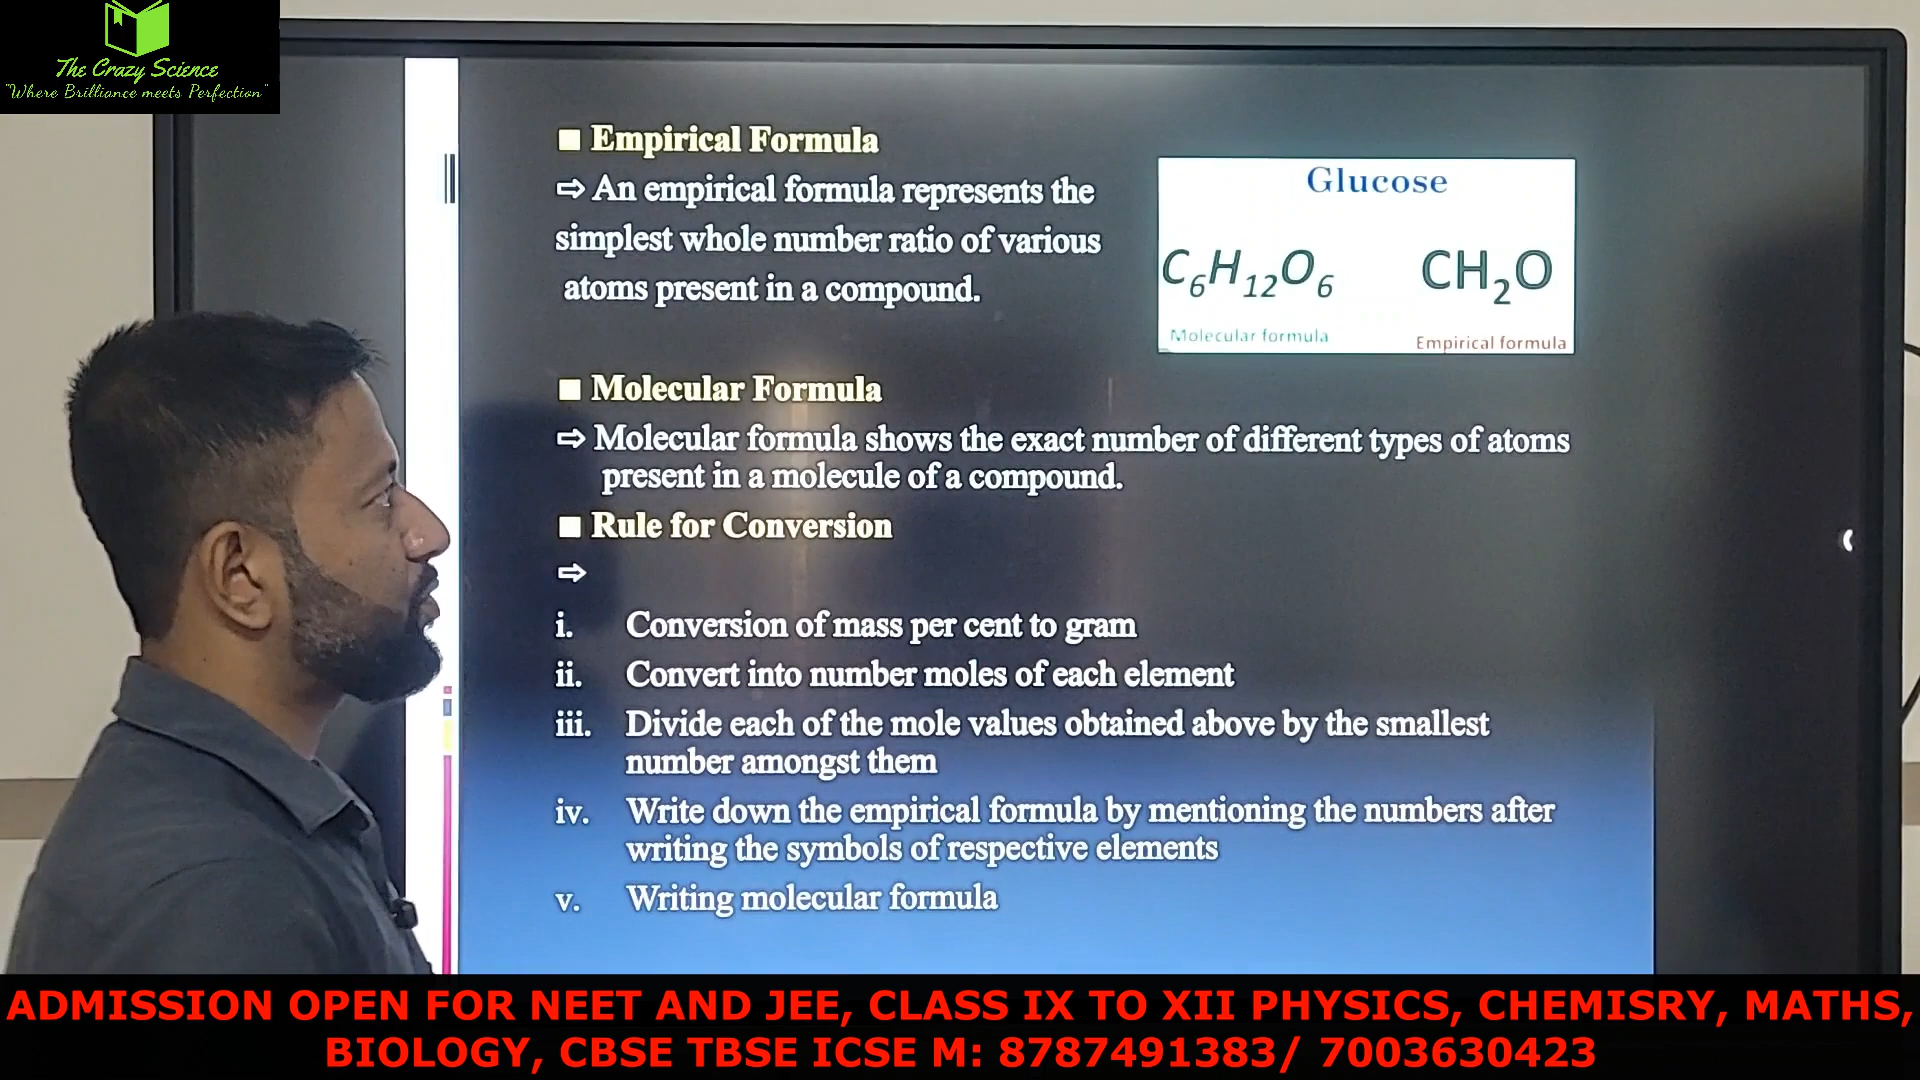 The Crazy Science
"Where Brilliance meets Perfection"
■ Empirical Formula
⇨ An empirical formula represents the
simplest whole number ratio of various
atoms present in a compound.
Glucose
C₆H₁₂O₆ CH₂O
Molecular formula Empirical formula
■ Molecular Formula
⇨ Molecular formula shows the exact number of different types of atoms
present in a molecule of a compound.
■ Rule for Conversion
⇨
i. Conversion of mass per cent to gram
ii. Convert into number moles of each element
iii. Divide each of the mole values obtained above by the smallest
number amongst them
iv. Write down the empirical formula by mentioning the numbers after
writing the symbols of respective elements
v. Writing molecular formula
ADMISSION OPEN FOR NEET AND JEE, CLASS IX TO XII PHYSICS, CHEMISRY, MATHS,
BIOLOGY, CBSE TBSE ICSE M: 8787491383/ 7003630423